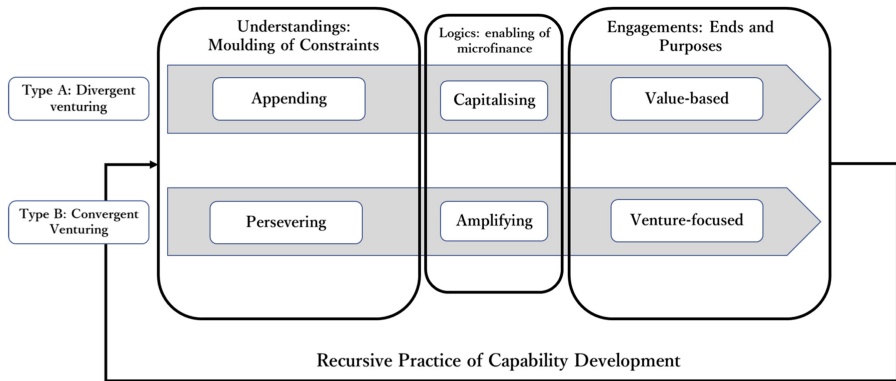 Understandings:
Moulding of Constraints
Logics: enabling of
microfinance
Engagements: Ends and
Purposes
Type A: Divergent
venturing
Appending
Capitalising
Value-based
Type B: Convergent
Venturing
Persevering
Amplifying
Venture-focused
Recursive Practice of Capability Development